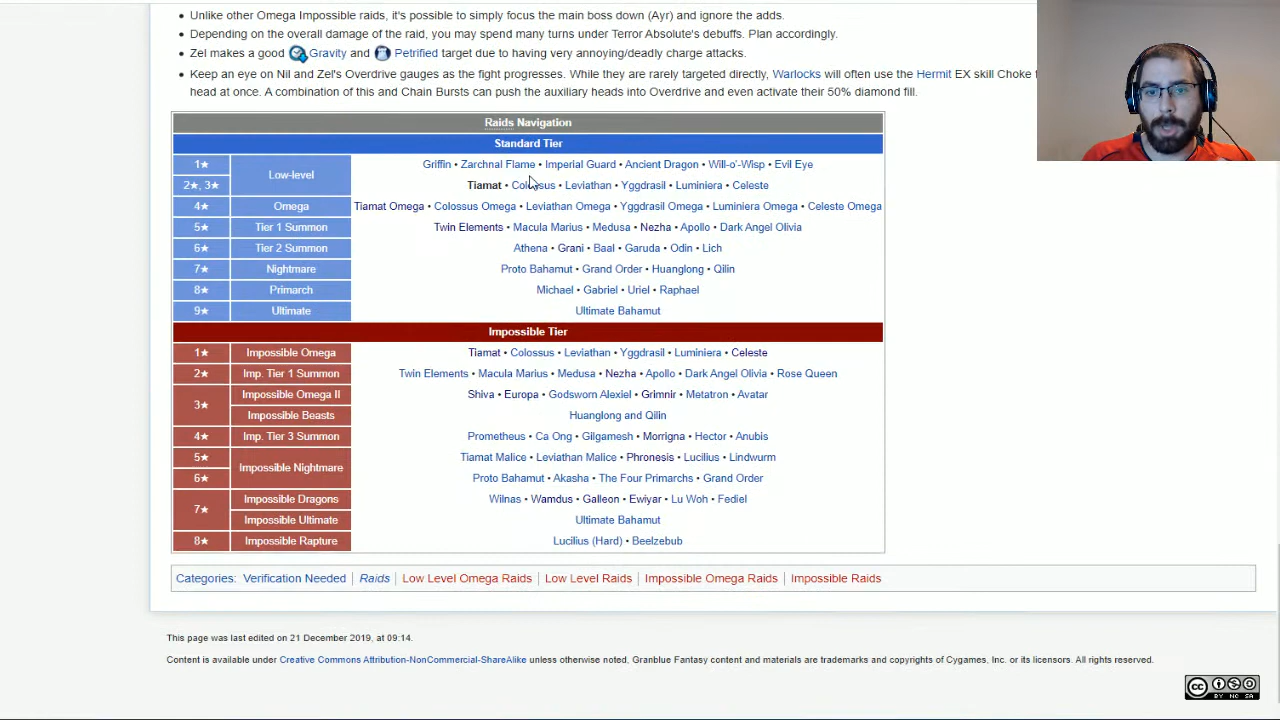 Unlike other Omega Impossible raids, it's possible to simply focus the main boss down (Ayr) and ignore the adds.
Depending on the overall damage of the raid, you may spend many turns under Terror Absolute's debuffs. Plan accordingly.
Zel makes a good Gravity and Petrified target due to having very annoying/deadly charge attacks.
Keep an eye on Nil and Zel's Overdrive gauges as the fight progresses. While they are rarely targeted directly, Warlocks will often use the Hermit EX skill Choke
head at once. A combination of this and Chain Bursts can push the auxiliary heads into Overdrive and even activate their 50% diamond fill.
Raids Navigation
Standard Tier
1★ Low-level Griffin • Zarchnal Flame • Imperial Guard • Ancient Dragon • Will-o'-Wisp • Evil Eye
2★, 3★ Tiamat • Colossus • Leviathan • Yggdrasil • Luminiera • Celeste
4★ Omega Tiamat Omega • Colossus Omega • Leviathan Omega • Yggdrasil Omega • Luminiera Omega • Celeste Omega
5★ Tier 1 Summon Twin Elements • Macula Marius • Medusa • Nezha • Apollo • Dark Angel Olivia
6★ Tier 2 Summon Athena • Grani • Baal • Garuda • Odin • Lich
7★ Nightmare Proto Bahamut • Grand Order • Huanglong • Qilin
8★ Primarch Michael • Gabriel • Uriel • Raphael
9★ Ultimate Ultimate Bahamut
Impossible Tier
1★ Impossible Omega Tiamat • Colossus • Leviathan • Yggdrasil • Luminiera • Celeste
2★ Imp. Tier 1 Summon Twin Elements • Macula Marius • Medusa • Nezha • Apollo • Dark Angel Olivia • Rose Queen
3★ Impossible Omega II Shiva • Europa • Godsworn Alexiel • Grimnir • Metatron • Avatar
Impossible Beasts Huanglong and Qilin
4★ Imp. Tier 3 Summon Prometheus • Ca Ong • Gilgamesh • Morrigna • Hector • Anubis
5★ Impossible Nightmare Tiamat Malice • Leviathan Malice • Phronesis • Lucilius • Lindwurm
6★ Proto Bahamut • Akasha • The Four Primarchs • Grand Order
7★ Impossible Dragons Wilnas • Wamdus • Galleon • Ewiyar • Lu Woh • Fediel
Impossible Ultimate Ultimate Bahamut
8★ Impossible Rapture Lucilius (Hard) • Beelzebub
Categories: Verification Needed | Raids | Low Level Omega Raids | Low Level Raids | Impossible Omega Raids | Impossible Raids
This page was last edited on 21 December 2019, at 09:14.
Content is available under Creative Commons Attribution-NonCommercial-ShareAlike unless otherwise noted, Granblue Fantasy content and materials are trademarks and copyrights of Cygames, Inc. or its licensors. All rights reserved.
cc
BY NC SA